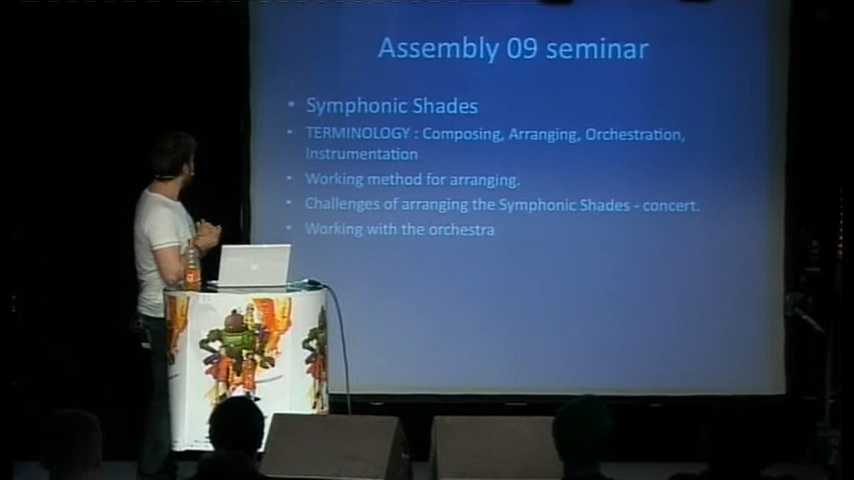 Assembly 09 seminar
• Symphonic Shades
• TERMINOLOGY : Composing, Arranging, Orchestration,
Instrumentation
• Working method for arranging.
• Challenges of arranging the Symphonic Shades - concert.
• Working with the orchestra